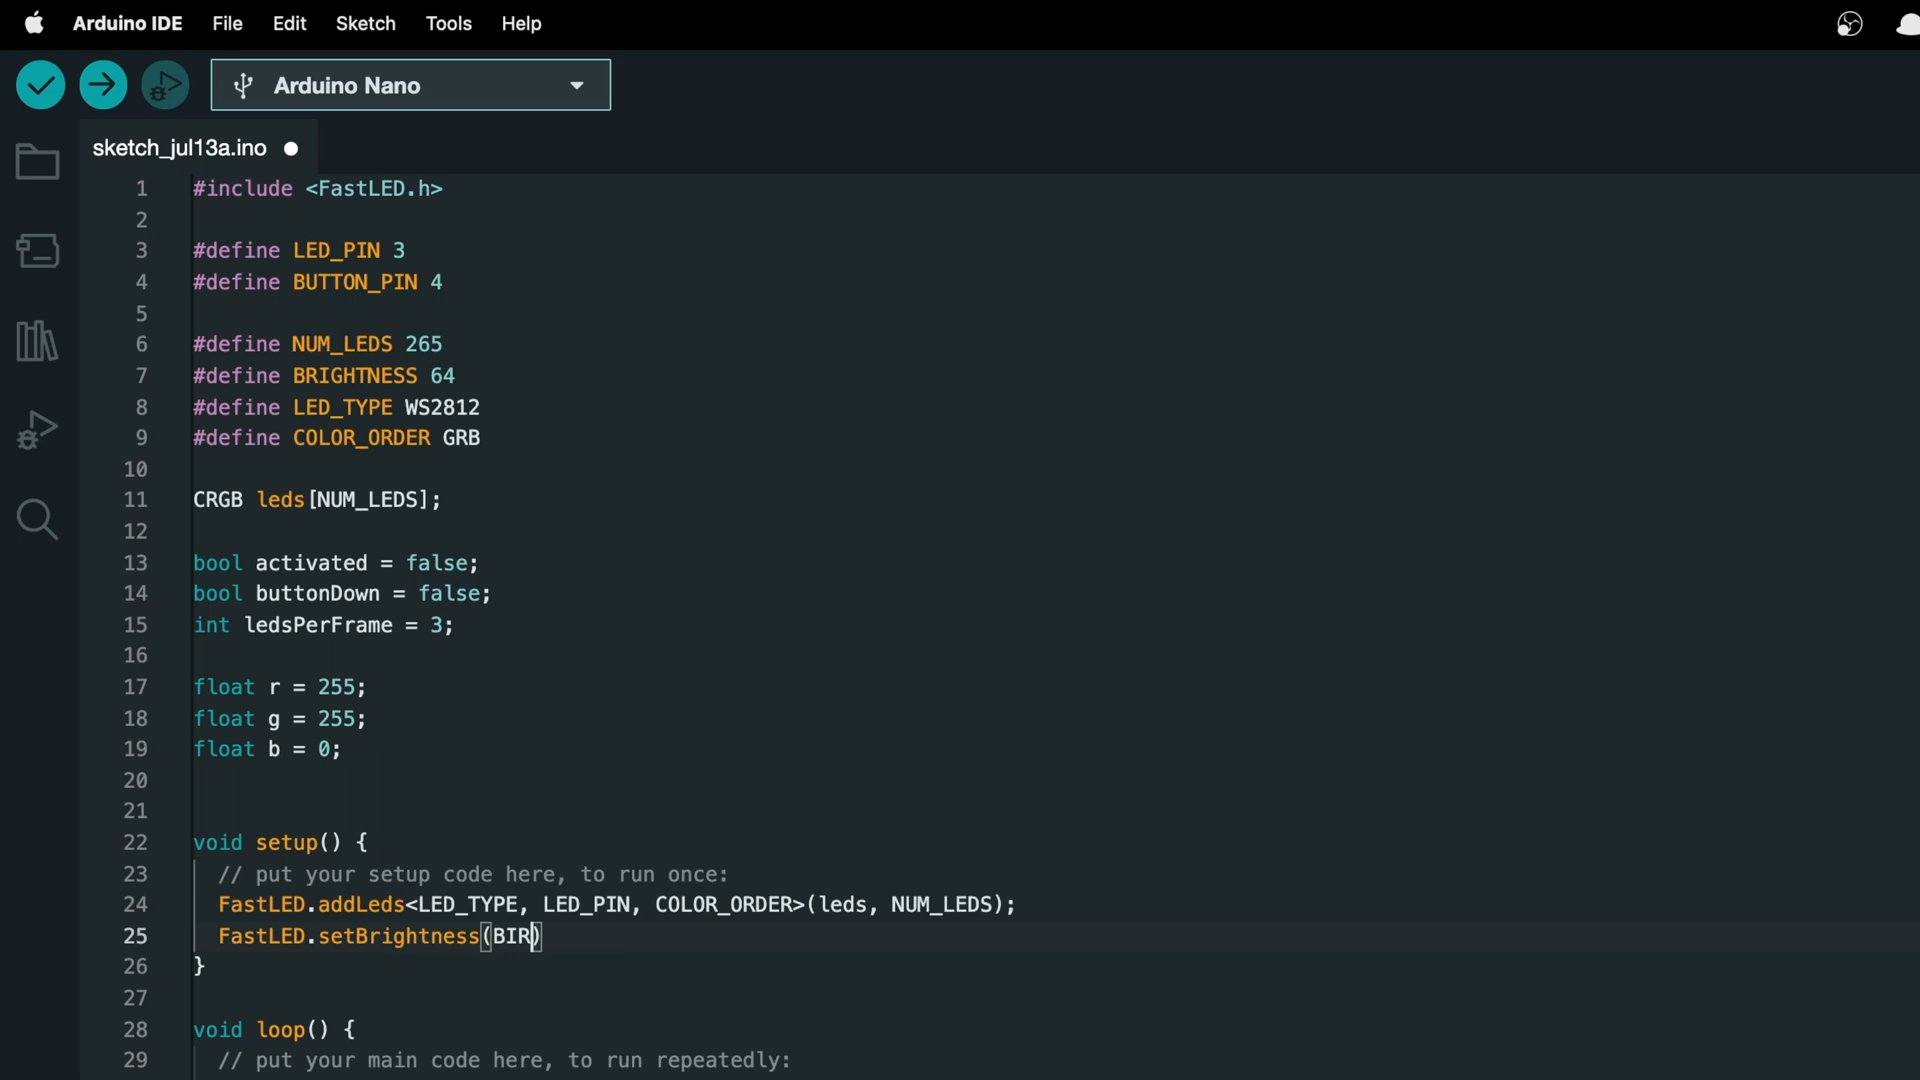 Arduino IDE File Edit Sketch Tools Help
Arduino Nano
sketch_jul13a.ino
1 #include <FastLED.h>
2
3 #define LED_PIN 3
4 #define BUTTON_PIN 4
5
6 #define NUM_LEDS 265
7 #define BRIGHTNESS 64
8 #define LED_TYPE WS2812
9 #define COLOR_ORDER GRB
10
11 CRGB leds[NUM_LEDS];
12
13 bool activated = false;
14 bool buttonDown = false;
15 int ledsPerFrame = 3;
16
17 float r = 255;
18 float g = 255;
19 float b = 0;
20
21
22 void setup() {
23 // put your setup code here, to run once:
24 FastLED.addLeds<LED_TYPE, LED_PIN, COLOR_ORDER>(leds, NUM_LEDS);
25 FastLED.setBrightness(BIR)
26 }
27
28 void loop() {
29 // put your main code here, to run repeatedly: